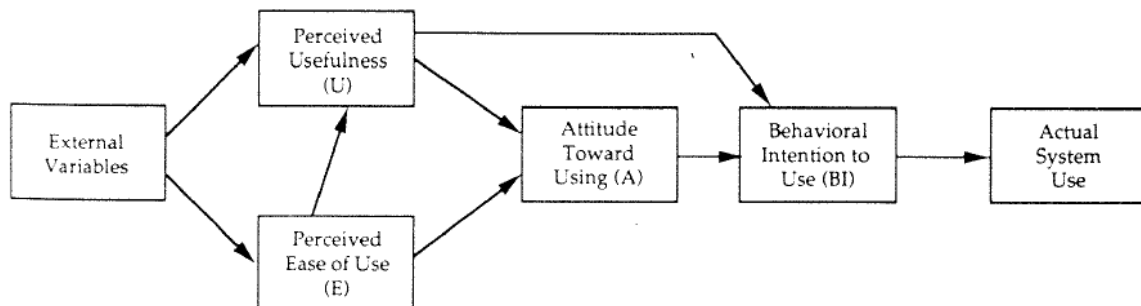 Perceived
Usefulness
(U)
External
Variables
Perceived
Ease of Use
(E)
Attitude
Toward
Using (A)
Behavioral
Intention to
Use (BI)
Actual
System
Use